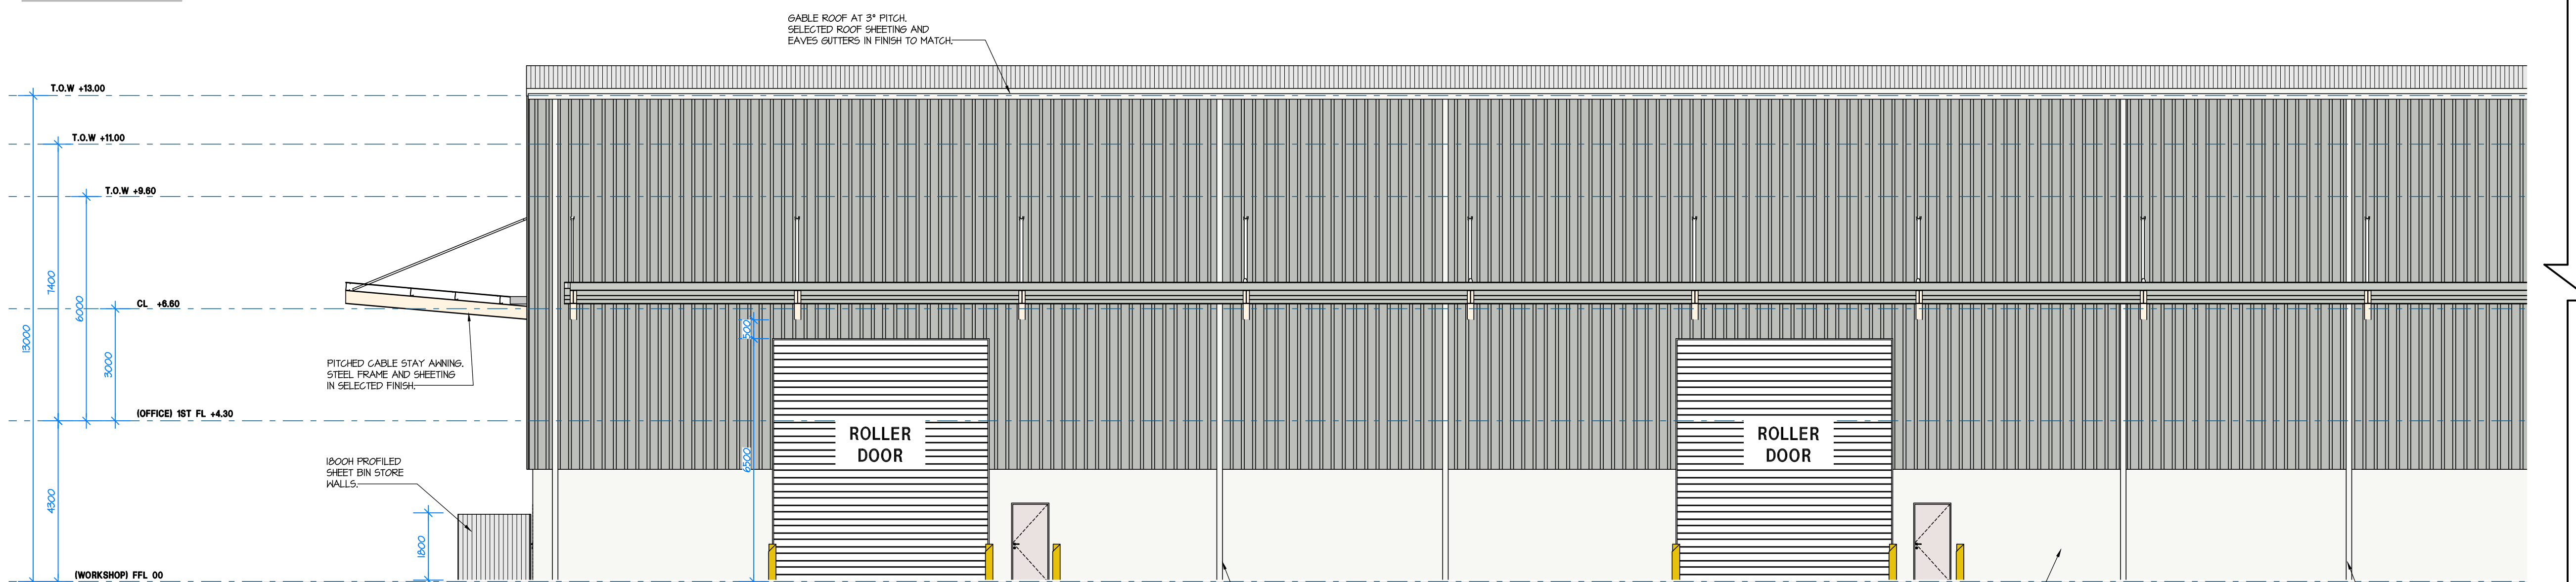 GABLE ROOF AT 3° PITCH.
SELECTED ROOF SHEETING AND
EAVES GUTTERS IN FINISH TO MATCH.
T.O.W +13.00
T.O.W +11.00
T.O.W +9.60
CL +6.60
(OFFICE) 1ST FL +4.30
(WORKSHOP) FFL 00
13000
7400
6000
3000
4300
PITCHED CABLE STAY AWNING.
STEEL FRAME AND SHEETING
IN SELECTED FINISH.
1800H PROFILED
SHEET BIN STORE
WALLS.
1800
1500
6500
ROLLER
DOOR
ROLLER
DOOR